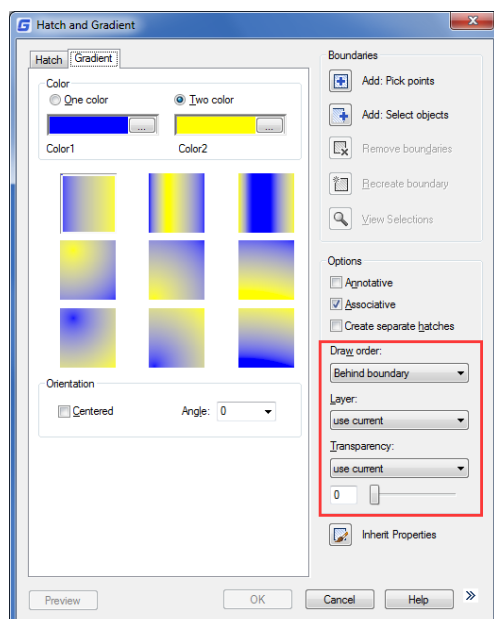 Hatch and Gradient
Hatch
Gradient
Color
One color
Two color
...
...
Color1
Color2
Orientation
Centered
Angle: 0
Boundaries
Add: Pick points
Add: Select objects
Remove boundaries
Recreate boundary
View Selections
Options
Annotative
Associative
Create separate hatches
Draw order:
Behind boundary
Layer:
use current
Transparency:
use current
0
Inherit Properties
Preview
OK
Cancel
Help